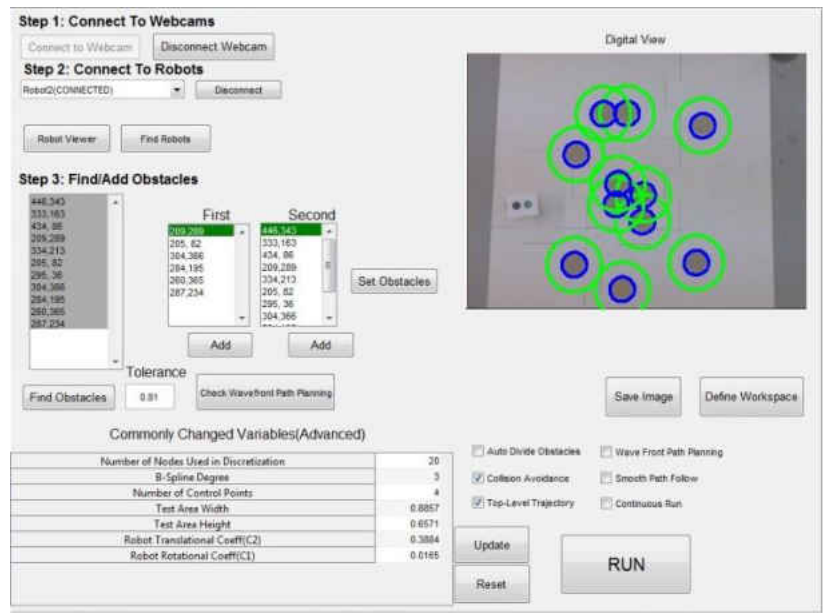 Step 1: Connect To Webcams
Connect to Webcam
Disconnect Webcam
Step 2: Connect To Robots
Robot2(CONNECTED)
Disconnect
Robot Viewer
Find Robots
Step 3: Find/Add Obstacles
446,343
333,163
434, 86
209,289
334,213
205, 82
295, 36
304,366
284,195
260,365
287,234
First
209,289
205, 82
304,366
284,195
260,365
287,234
Add
Second
446,343
333,163
434, 86
209,289
334,213
205, 82
295, 36
304,366
Add
Set Obstacles
Find Obstacles
Tolerance
0.81
Check Wavefront Path Planning
Digital View
Save Image
Define Workspace
Commonly Changed Variables(Advanced)
Number of Nodes Used in Discretization 20
B-Spline Degree 3
Number of Control Points 4
Test Area Width 0.8857
Test Area Height 0.6571
Robot Translational Coeff(C2) 0.3884
Robot Rotational Coeff(C1) 0.0165
Auto Divide Obstacles
Wave Front Path Planning
Collision Avoidance
Smooth Path Follow
Top-Level Trajectory
Continuous Run
Update
Reset
RUN